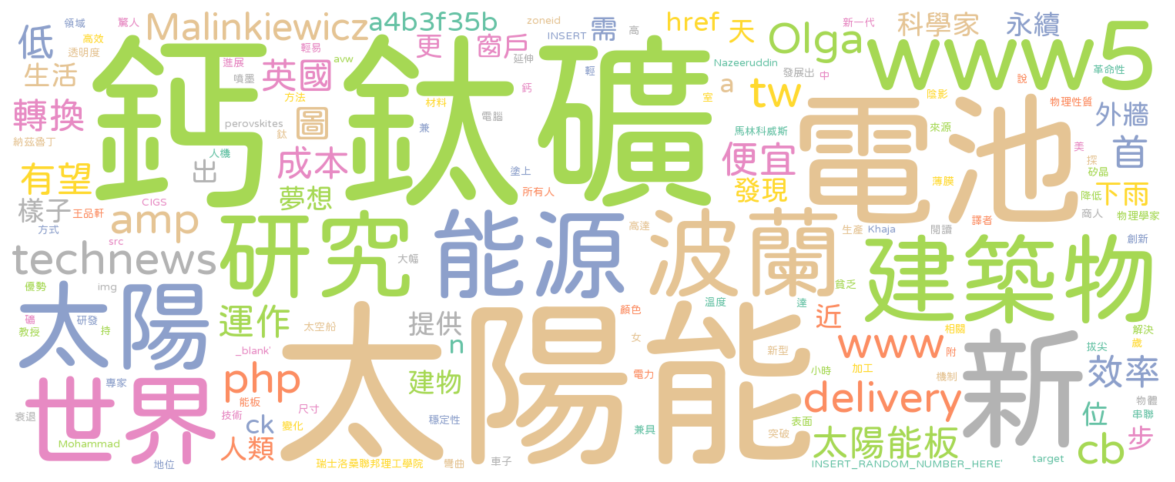 領域 驚人 Malinkiewicz a4b3f35b zoneid 高 href 天 Olga 新一代 科學家 永續
低 高效 透明度 輕易 更 窗戶 INSERT 需 延伸 Nazeeruddin 發展出 中 www5 說
生活 進展 噴墨 英國 avw 鈣 輕 a tw 陰影 革命性
轉換 方法 材料 室 物理性質 外牆
鈣鈦礦 電池
納茲魯丁 perovskites 鈦 圖 兼 電腦 馬林科威斯 來源 美 首
有望 人機 出 成本 塗上 便宜 薄膜 探 矽晶
樣子 王品軒 CIGS 夢想 所有人 發現 降低 下雨
方式 amp 商人 物理學家
src 研究 能源 高達 波蘭 生產 Khaja 閱讀 譯者 創新
technews 大幅 建築物
優勢 img 溫度 達 貧乏
太陽 礦 研發 教授 持 運作 太空船 提供 顏色 近 相關 解決
_blank' n 女 新型 www 附 拔尖 歲
太陽能 新
世界 專家 php 能板 建物 電力 小時 加工 機制 效率
衰退 技術 尺寸 穩定性 表面 delivery 物體
ck 變化 兼具 突破 位 串聯
Mohammad 人類 太陽能板 步
地位 瑞士洛桑聯邦理工學院 彎曲 車子 INSERT_RANDOM_NUMBER_HERE' target cb